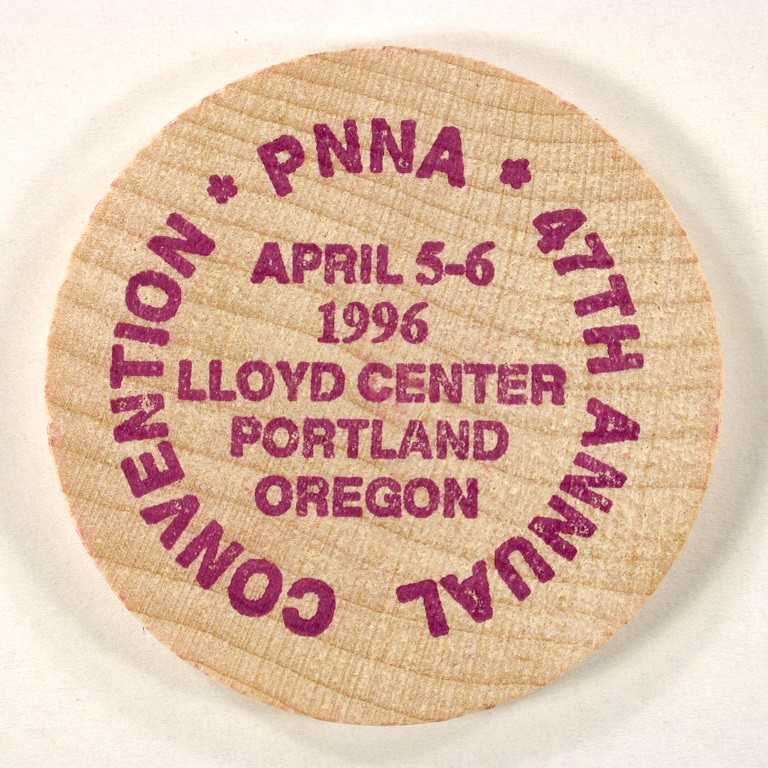 * PNNA * 47TH ANNUAL CONVENTION
APRIL 5-6
1996
LLOYD CENTER
PORTLAND
OREGON